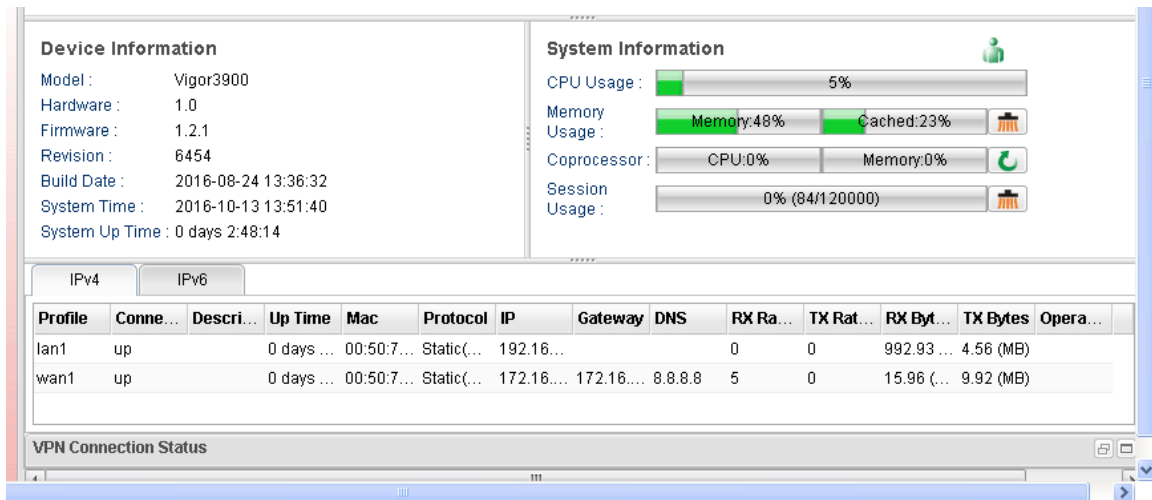 Device Information
Model : Vigor3900
Hardware : 1.0
Firmware : 1.2.1
Revision : 6454
Build Date : 2016-08-24 13:36:32
System Time : 2016-10-13 13:51:40
System Up Time : 0 days 2:48:14
System Information
CPU Usage : 5%
Memory Usage : Memory:48% Cached:23%
Coprocessor : CPU:0% Memory:0%
Session Usage : 0% (84/120000)
IPv4 IPv6
Profile Conne... Descri... Up Time Mac Protocol IP Gateway DNS RX Ra... TX Rat... RX Byt... TX Bytes Opera...
lan1 up 0 days ... 00:50:7... Static(... 192.16... 0 0 992.93 ... 4.56 (MB)
wan1 up 0 days ... 00:50:7... Static(... 172.16.... 172.16.... 8.8.8.8 5 0 15.96 (... 9.92 (MB)
VPN Connection Status